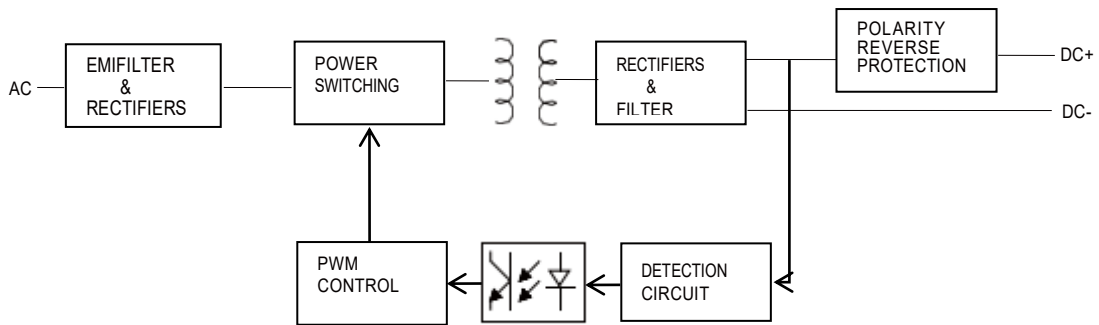 AC
EMIFILTER
&
RECTIFIERS
POWER
SWITCHING
RECTIFIERS
&
FILTER
POLARITY
REVERSE
PROTECTION
DC+
DC-
PWM
CONTROL
DETECTION
CIRCUIT